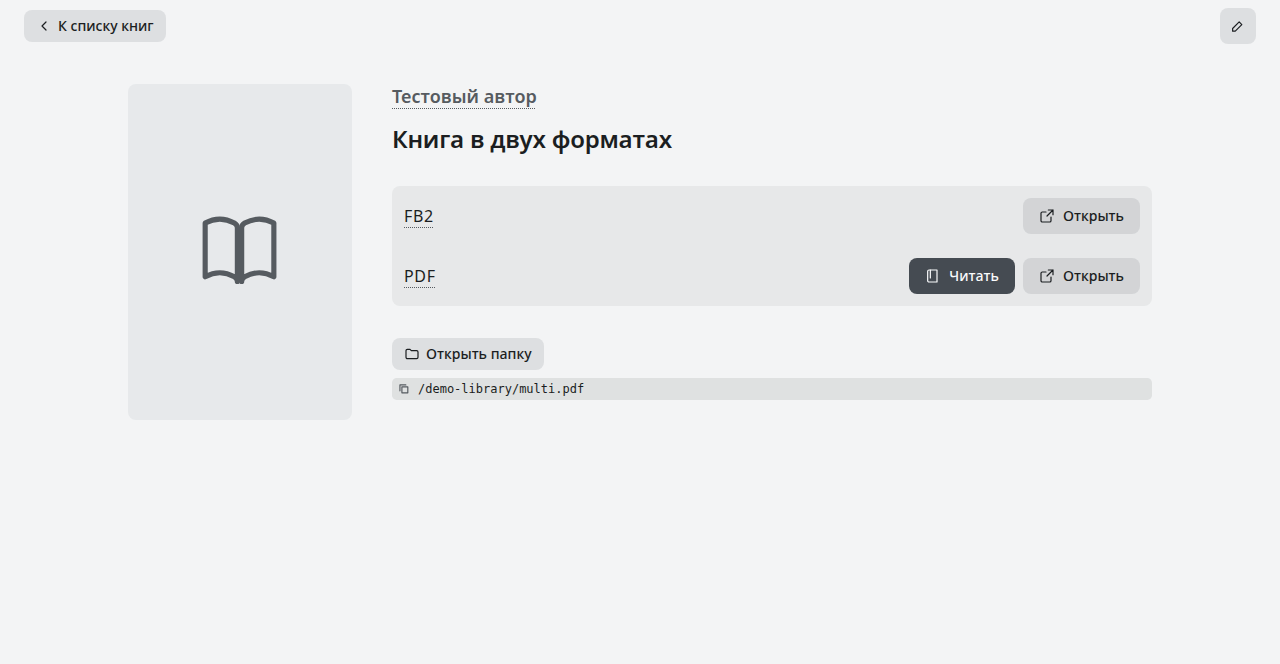 К списку книг
Тестовый автор
Книга в двух форматах
FB2 Открыть
PDF Читать Открыть
Открыть папку
/demo-library/multi.pdf